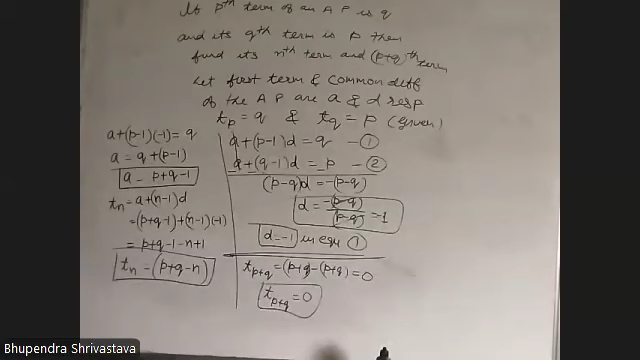 If pth term of an A P is q
and its qth term is p then
find its nth term and (p+q)th term
Let first term & common diff
of the A P are a & d resp
tp = q & tq = p (given)
a+(p-1)d = q — ①
a+(q-1)d = p — ②
(p-q)d = -(p-q)
d = -(p-q)/(p-q) = -1
d = -1 in equ ①
a+(p-1)(-1) = q
a = q+(p-1)
a = p+q-1
tn = a+(n-1)d
= (p+q-1)+(n-1)(-1)
= p+q-1-n+1
tn = (p+q-n)
tp+q = (p+q)-(p+q) = 0
tp+q = 0
Bhupendra Shrivastava